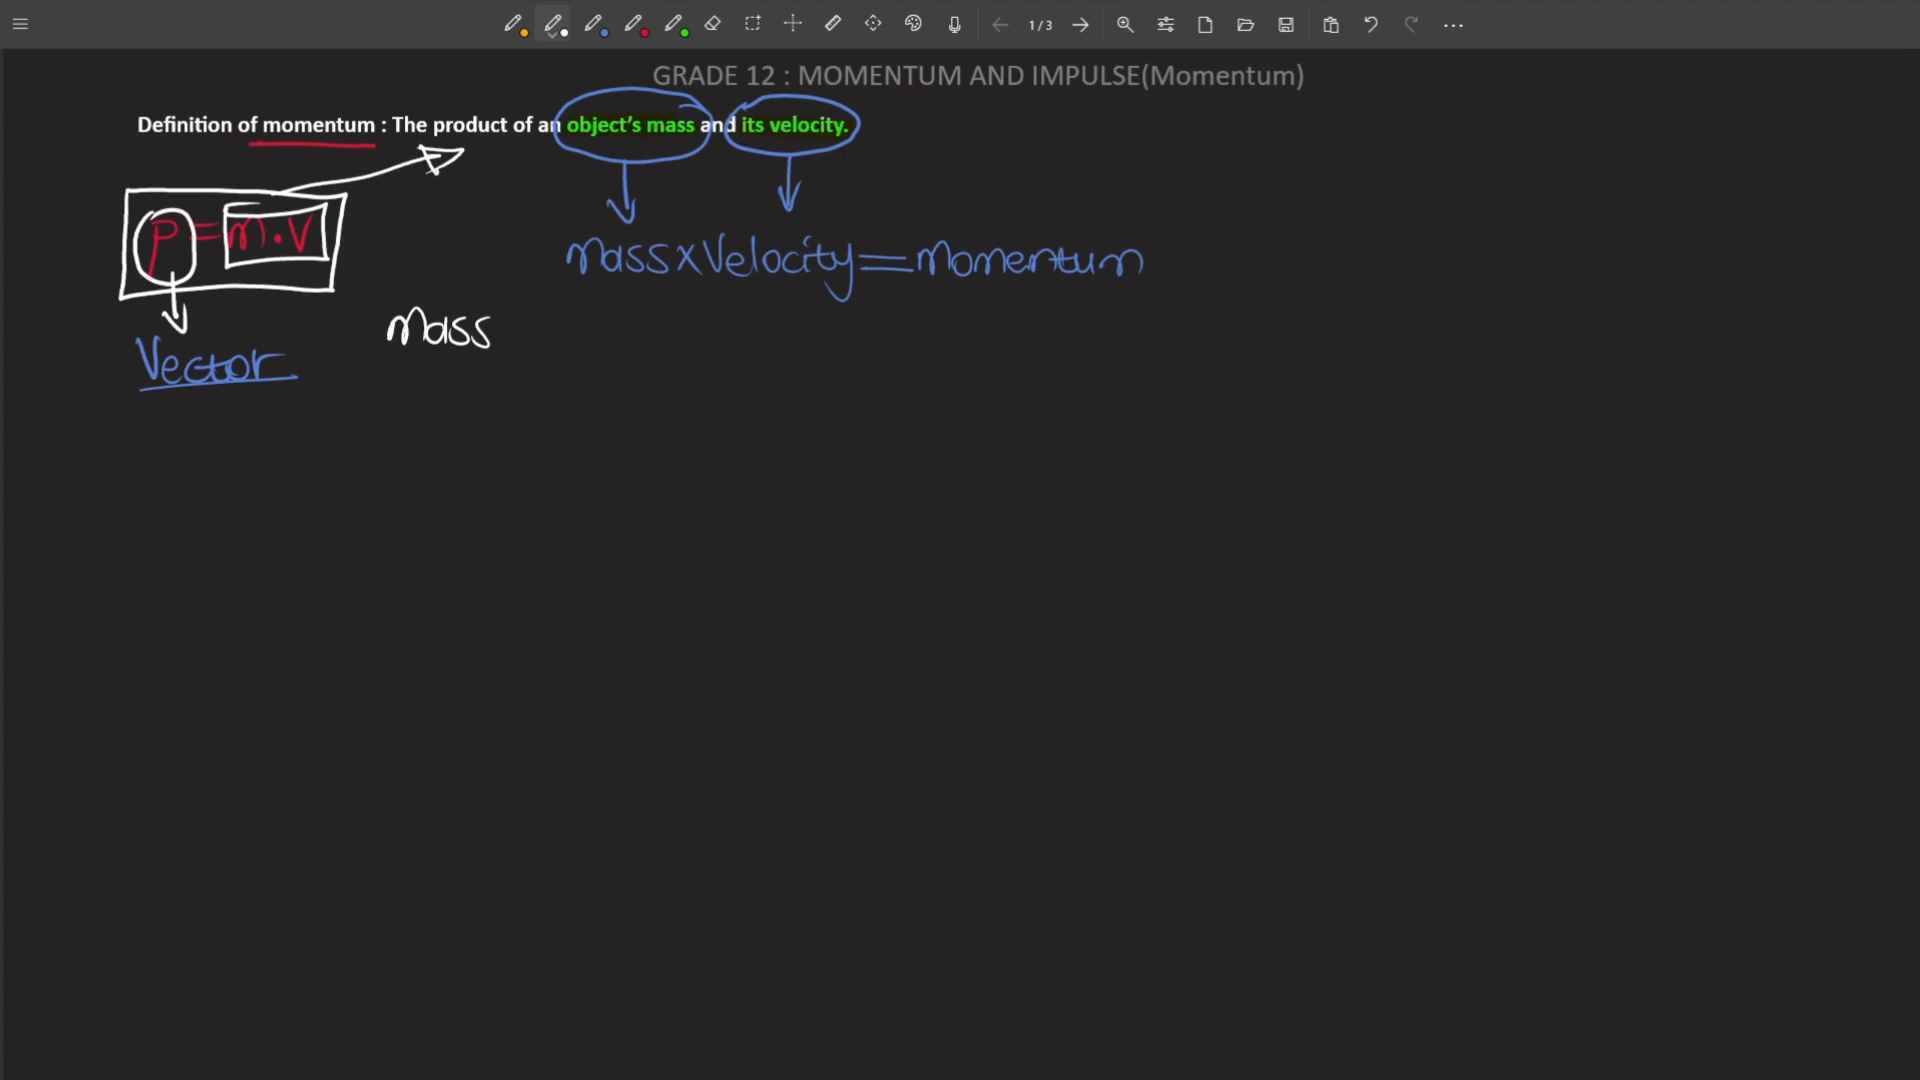 1/3
GRADE 12 : MOMENTUM AND IMPULSE(Momentum)
Definition of momentum : The product of an object's mass and its velocity.
P = m . V
mass x Velocity = momentum
mass
Vector